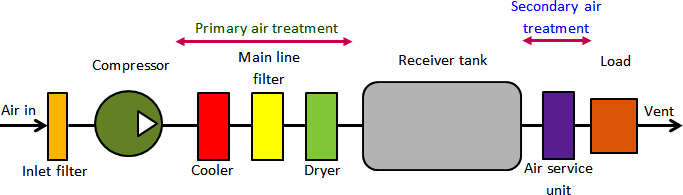 Secondary air
treatment
Primary air treatment
Compressor
Main line
filter
Receiver tank
Load
Air in
Vent
Inlet filter
Cooler
Dryer
Air service
unit